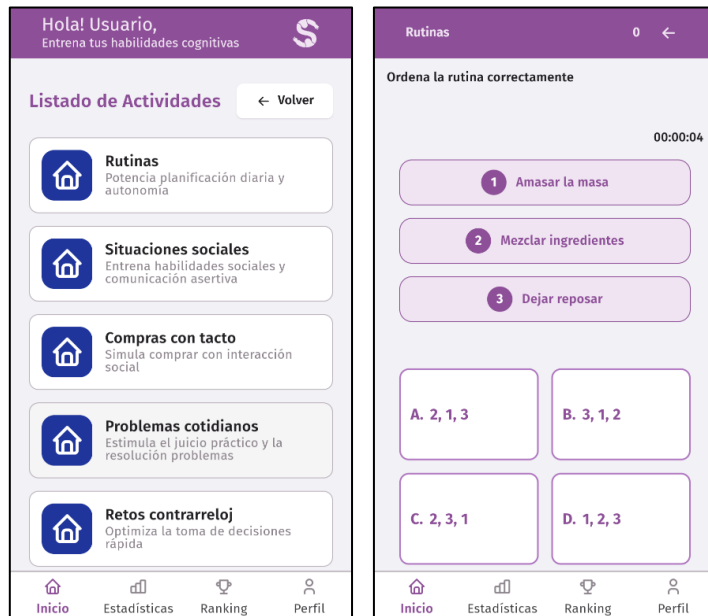 Hola! Usuario,
Entrena tus habilidades cognitivas
Listado de Actividades
← Volver
Rutinas
Potencia planificación diaria y
autonomía
Situaciones sociales
Entrena habilidades sociales y
comunicación asertiva
Compras con tacto
Simula comprar con interacción
social
Problemas cotidianos
Estimula el juicio práctico y la
resolución problemas
Retos contrarreloj
Optimiza la toma de decisiones
rápida
Inicio Estadísticas Ranking Perfil
Rutinas 0 ←
Ordena la rutina correctamente
00:00:04
1 Amasar la masa
2 Mezclar ingredientes
3 Dejar reposar
A. 2, 1, 3
B. 3, 1, 2
C. 2, 3, 1
D. 1, 2, 3
Inicio Estadísticas Ranking Perfil